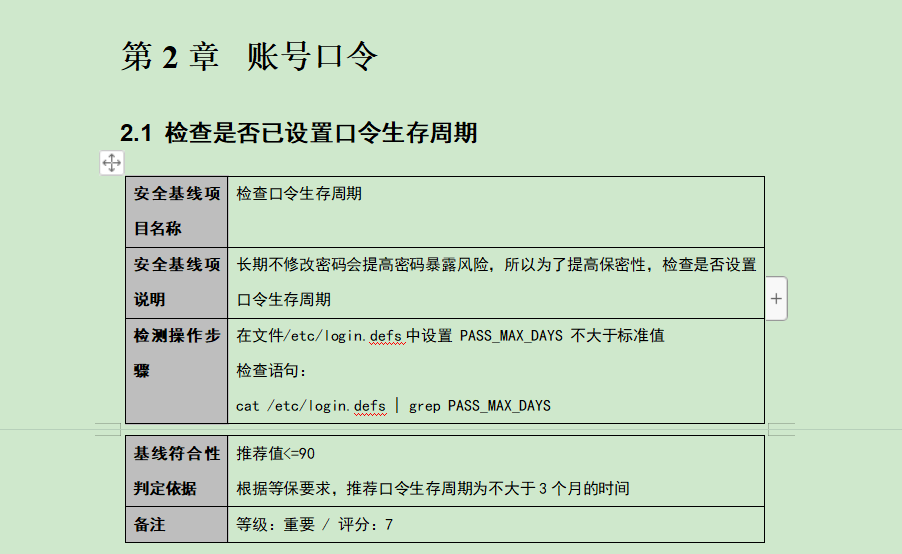 第 2 章 账号口令
2.1 检查是否已设置口令生存周期
安全基线项
目名称
检查口令生存周期
安全基线项
说明
长期不修改密码会提高密码暴露风险，所以为了提高保密性，检查是否设置
口令生存周期
检测操作步
骤
在文件/etc/login.defs中设置 PASS_MAX_DAYS 不大于标准值
检查语句：
cat /etc/login.defs | grep PASS_MAX_DAYS
基线符合性
判定依据
推荐值<=90
根据等保要求，推荐口令生存周期为不大于 3 个月的时间
备注
等级：重要 / 评分：7